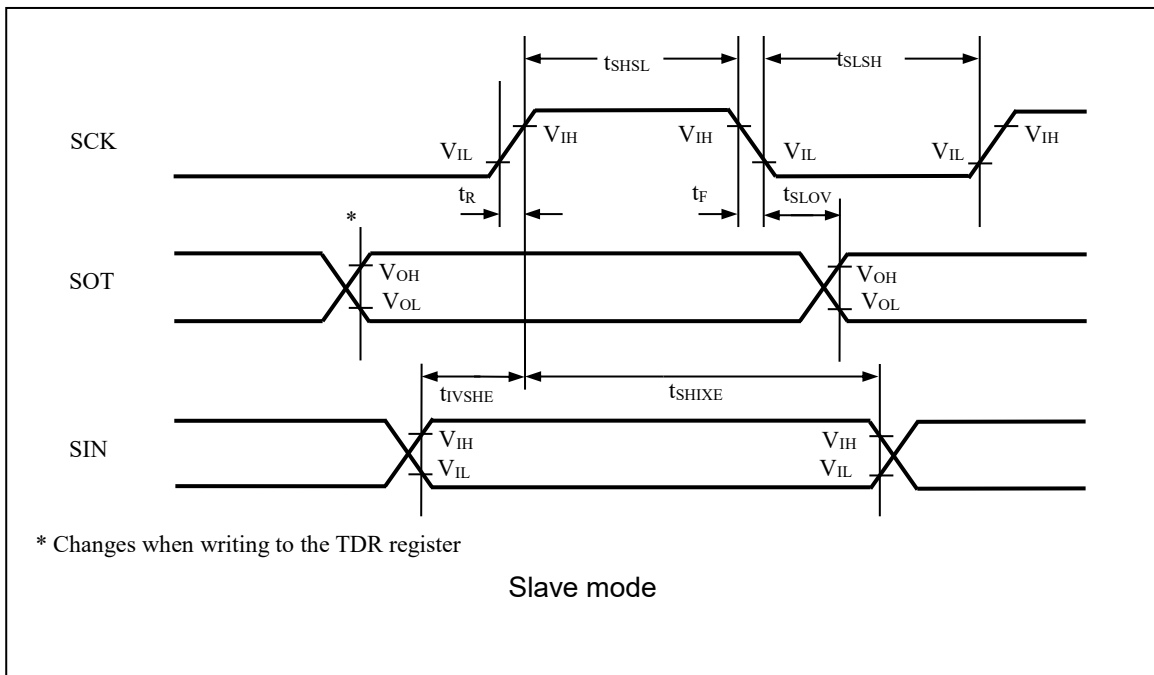 tSHSL tSLSH
SCK
VIH VIH VIH
VIL VIL VIL
tR tF tSLOV
*
SOT
VOH VOH
VOL VOL
tIVSHE tSHIXE
SIN
VIH VIH
VIL VIL
* Changes when writing to the TDR register
Slave mode